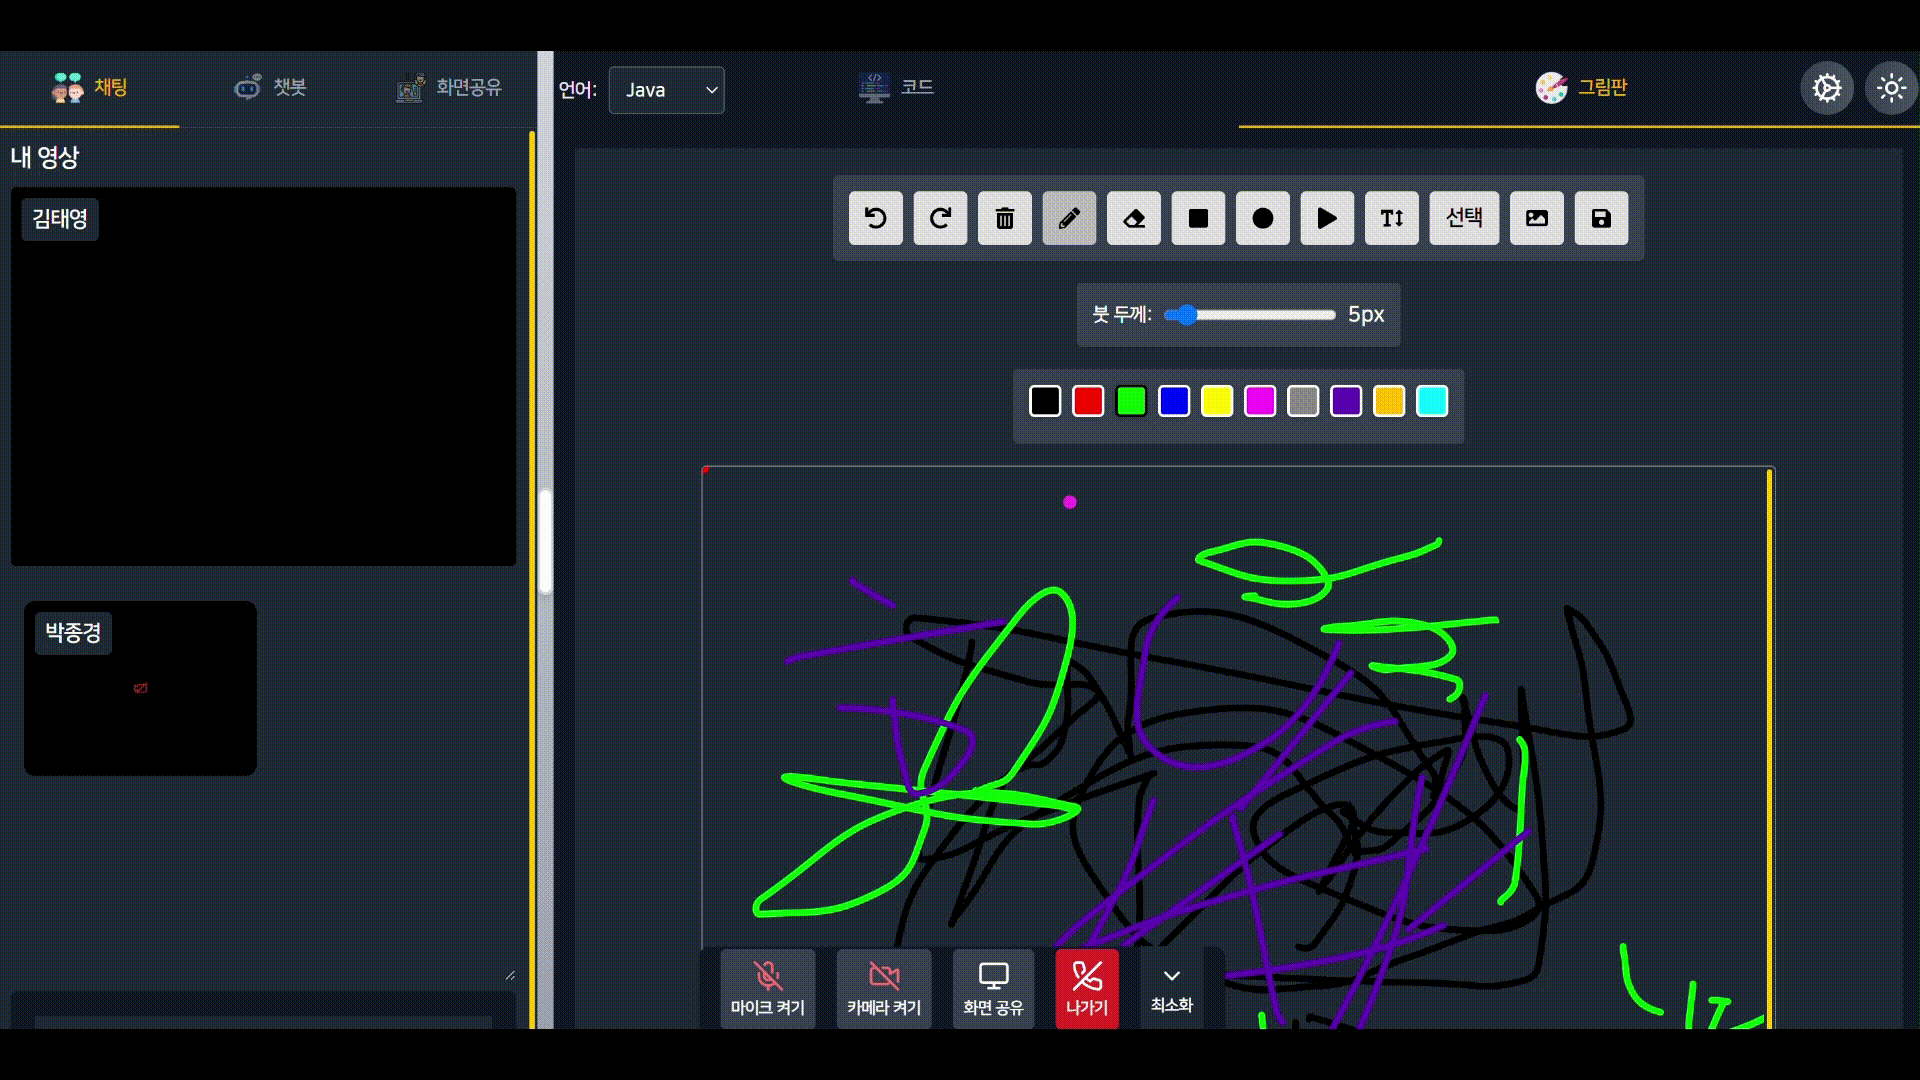 채팅
챗봇
화면공유
언어:
Java
코드
그림판
내 영상
김태영
박종경
선택
붓 두께:
5px
마이크 켜기
카메라 켜기
화면 공유
나가기
최소화